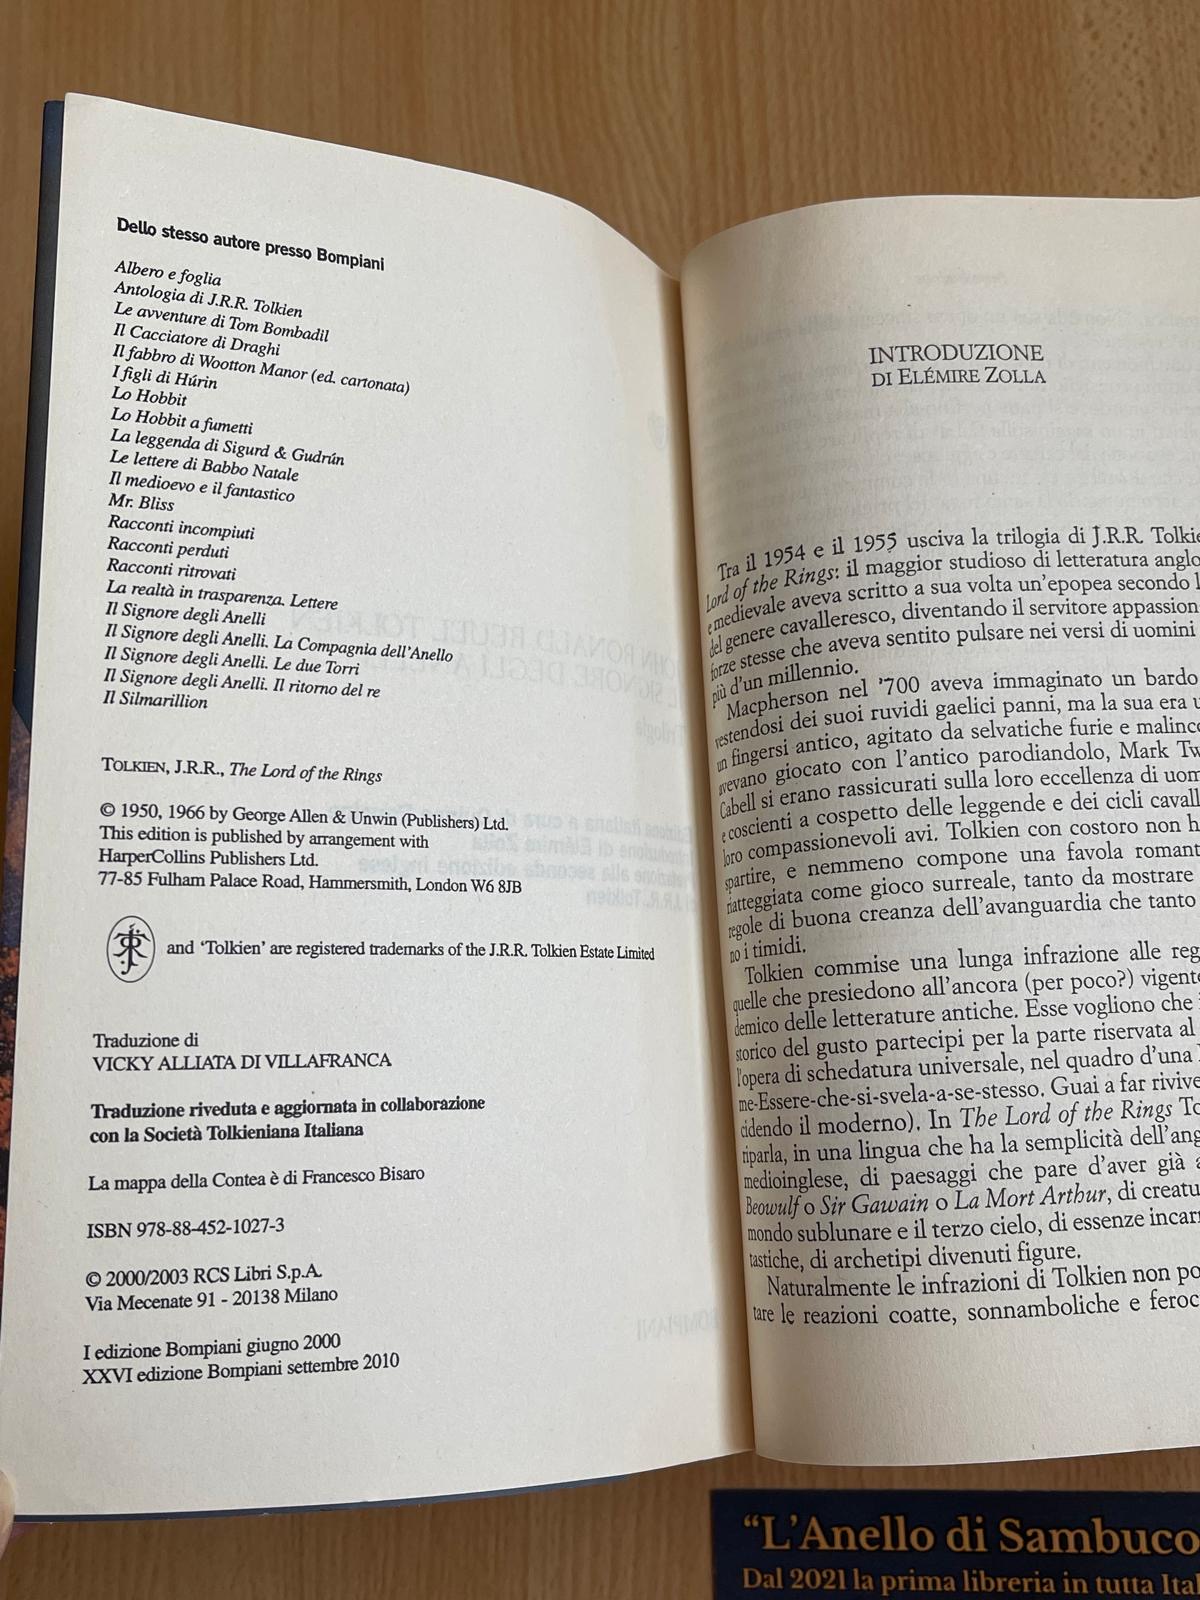 Dello stesso autore presso Bompiani
Albero e foglia
Antologia di J.R.R. Tolkien
Le avventure di Tom Bombadil
Il Cacciatore di Draghi
Il fabbro di Wootton Manor (ed. cartonata)
I figli di Húrin
Lo Hobbit
Lo Hobbit a fumetti
La leggenda di Sigurd & Gudrún
Le lettere di Babbo Natale
Il medioevo e il fantastico
Mr. Bliss
Racconti incompiuti
Racconti perduti
Racconti ritrovati
La realtà in trasparenza. Lettere
Il Signore degli Anelli
Il Signore degli Anelli. La Compagnia dell'Anello
Il Signore degli Anelli. Le due Torri
Il Signore degli Anelli. Il ritorno del re
Il Silmarillion
TOLKIEN, J.R.R., The Lord of the Rings
© 1950, 1966 by George Allen & Unwin (Publishers) Ltd.
This edition is published by arrangement with
HarperCollins Publishers Ltd.
77-85 Fulham Palace Road, Hammersmith, London W6 8JB
and 'Tolkien' are registered trademarks of the J.R.R. Tolkien Estate Limited
Traduzione di
VICKY ALLIATA DI VILLAFRANCA
Traduzione riveduta e aggiornata in collaborazione
con la Società Tolkieniana Italiana
La mappa della Contea è di Francesco Bisaro
ISBN 978-88-452-1027-3
© 2000/2003 RCS Libri S.p.A.
Via Mecenate 91 - 20138 Milano
I edizione Bompiani giugno 2000
XXVI edizione Bompiani settembre 2010
INTRODUZIONE
DI ELÉMIRE ZOLLA
Tra il 1954 e il 1955 usciva la trilogia di J.R.R. Tolkie
Lord of the Rings: il maggior studioso di letteratura anglo
e medievale aveva scritto a sua volta un'epopea secondo l
del genere cavalleresco, diventando il servitore appassion
forze stesse che aveva sentito pulsare nei versi di uomini
più d'un millennio.
Macpherson nel '700 aveva immaginato un bardo
vestendosi dei suoi ruvidi gaelici panni, ma la sua era u
un fingersi antico, agitato da selvatiche furie e malinco
avevano giocato con l'antico parodiandolo, Mark Tw
Cabell si erano rassicurati sulla loro eccellenza di uom
e coscienti a cospetto delle leggende e dei cicli cavall
loro compassionevoli avi. Tolkien con costoro non h
spartire, e nemmeno compone una favola romant
riatteggiata come gioco surreale, tanto da mostrare
regole di buona creanza dell'avanguardia che tanto
no i timidi.
Tolkien commise una lunga infrazione alle reg
quelle che presiedono all'ancora (per poco?) vigente
demico delle letterature antiche. Esse vogliono che
storico del gusto partecipi per la parte riservata al
l'opera di schedatura universale, nel quadro d'una
me-Essere-che-si-svela-a-se-stesso. Guai a far rivive
cidendo il moderno). In The Lord of the Rings To
riparla, in una lingua che ha la semplicità dell'ang
medioinglese, di paesaggi che pare d'aver già a
Beowulf o Sir Gawain o La Mort Arthur, di creatu
mondo sublunare e il terzo cielo, di essenze incarn
tastiche, di archetipi divenuti figure.
Naturalmente le infrazioni di Tolkien non po
tare le reazioni coatte, sonnamboliche e feroc
"L'Anello di Sambuco
Dal 2021 la prima libreria in tutta Ital